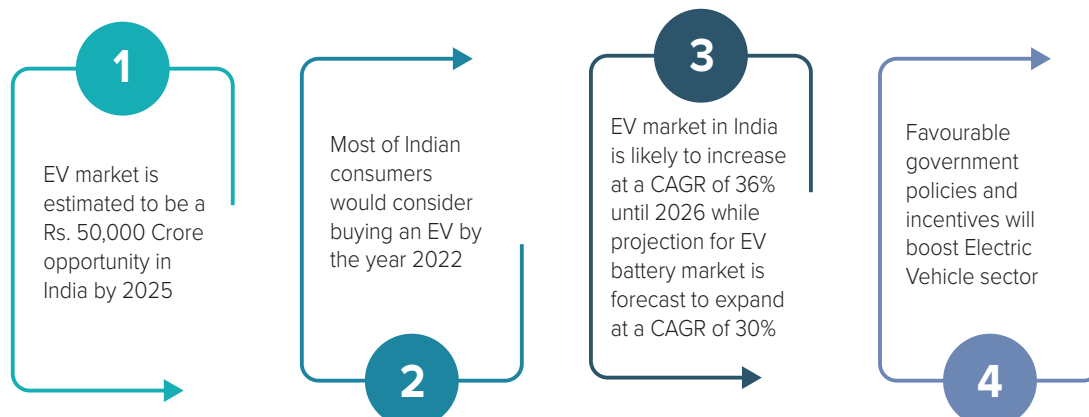 1
EV market is
estimated to be a
Rs. 50,000 Crore
opportunity in
India by 2025
Most of Indian
consumers
would consider
buying an EV by
the year 2022
2
3
EV market in India
is likely to increase
at a CAGR of 36%
until 2026 while
projection for EV
battery market is
forecast to expand
at a CAGR of 30%
Favourable
government
policies and
incentives will
boost Electric
Vehicle sector
4